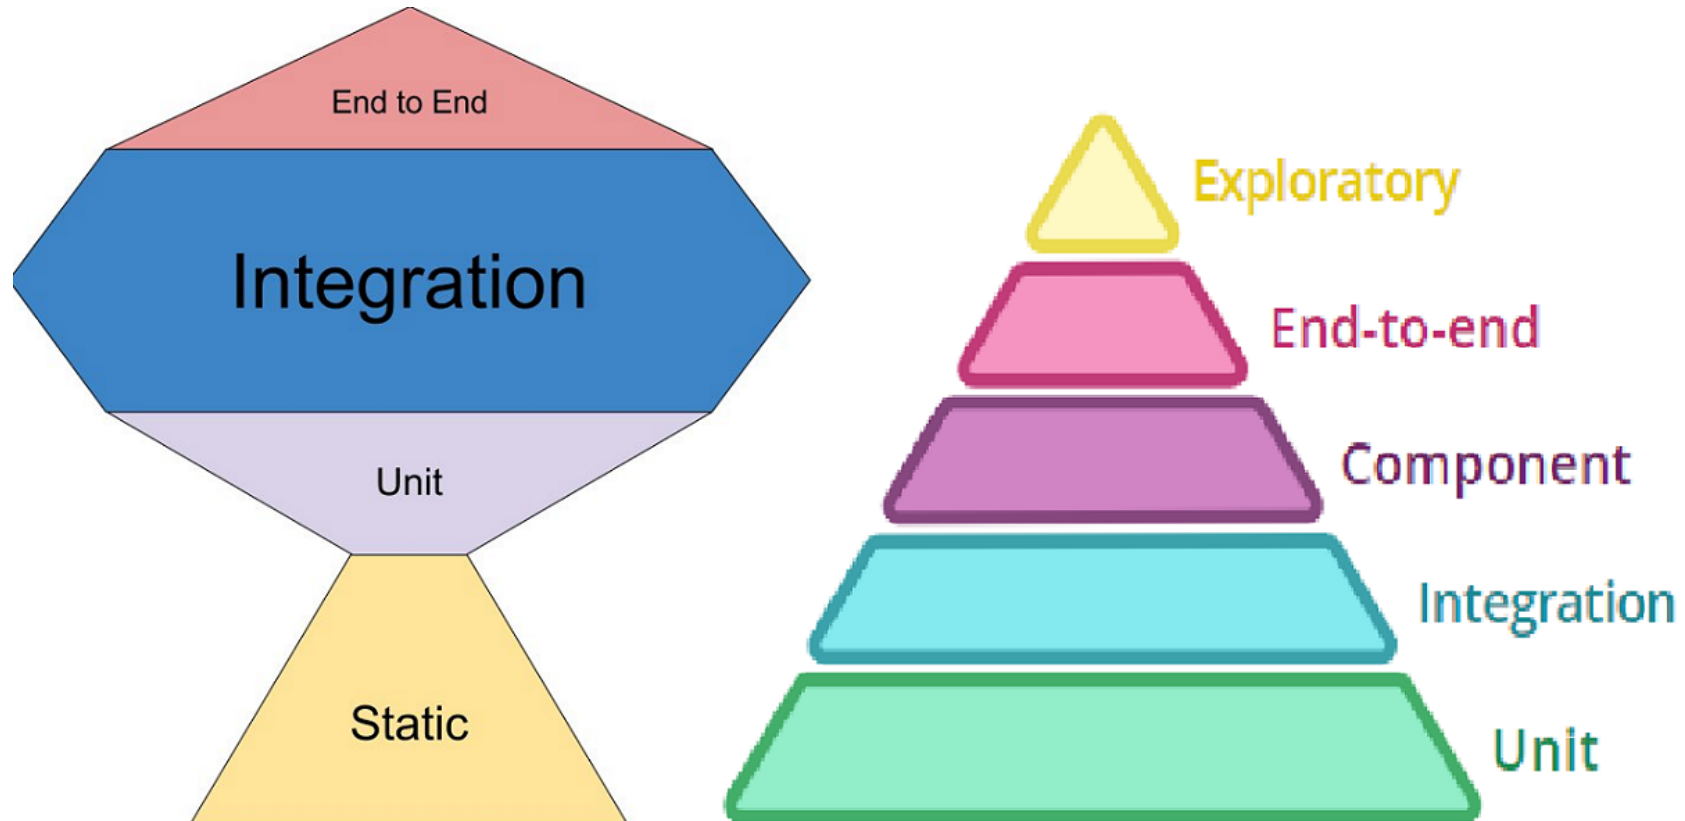 End to End
Integration
Unit
Static
Exploratory
End-to-end
Component
Integration
Unit